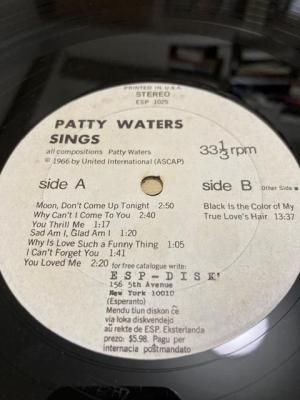 PRINTED IN U.S.A.
STEREO
ESP 1025
PATTY WATERS
SINGS
all compositions Patty Waters
℗ 1966 by United International (ASCAP)
33⅓ rpm
side A
Moon, Don't Come Up Tonight 2:50
Why Can't I Come To You 2:40
You Thrill Me 1:17
Sad Am I, Glad Am I 1:20
Why Is Love Such a Funny Thing 1:05
I Can't Forget You 1:41
You Loved Me 2:20
side B Other Side
Black Is the Color of My
True Love's Hair 13:37
for free catalogue write:
ESP-DISK'
156 5th Avenue
New York 10010
(Esperanto)
Mendu tiun diskon ĉe
via loka diskvendejo
aŭ rekte de ESP. Eksterlanda
prezo: $5.98. Pagu per
internacia poŝtmandato